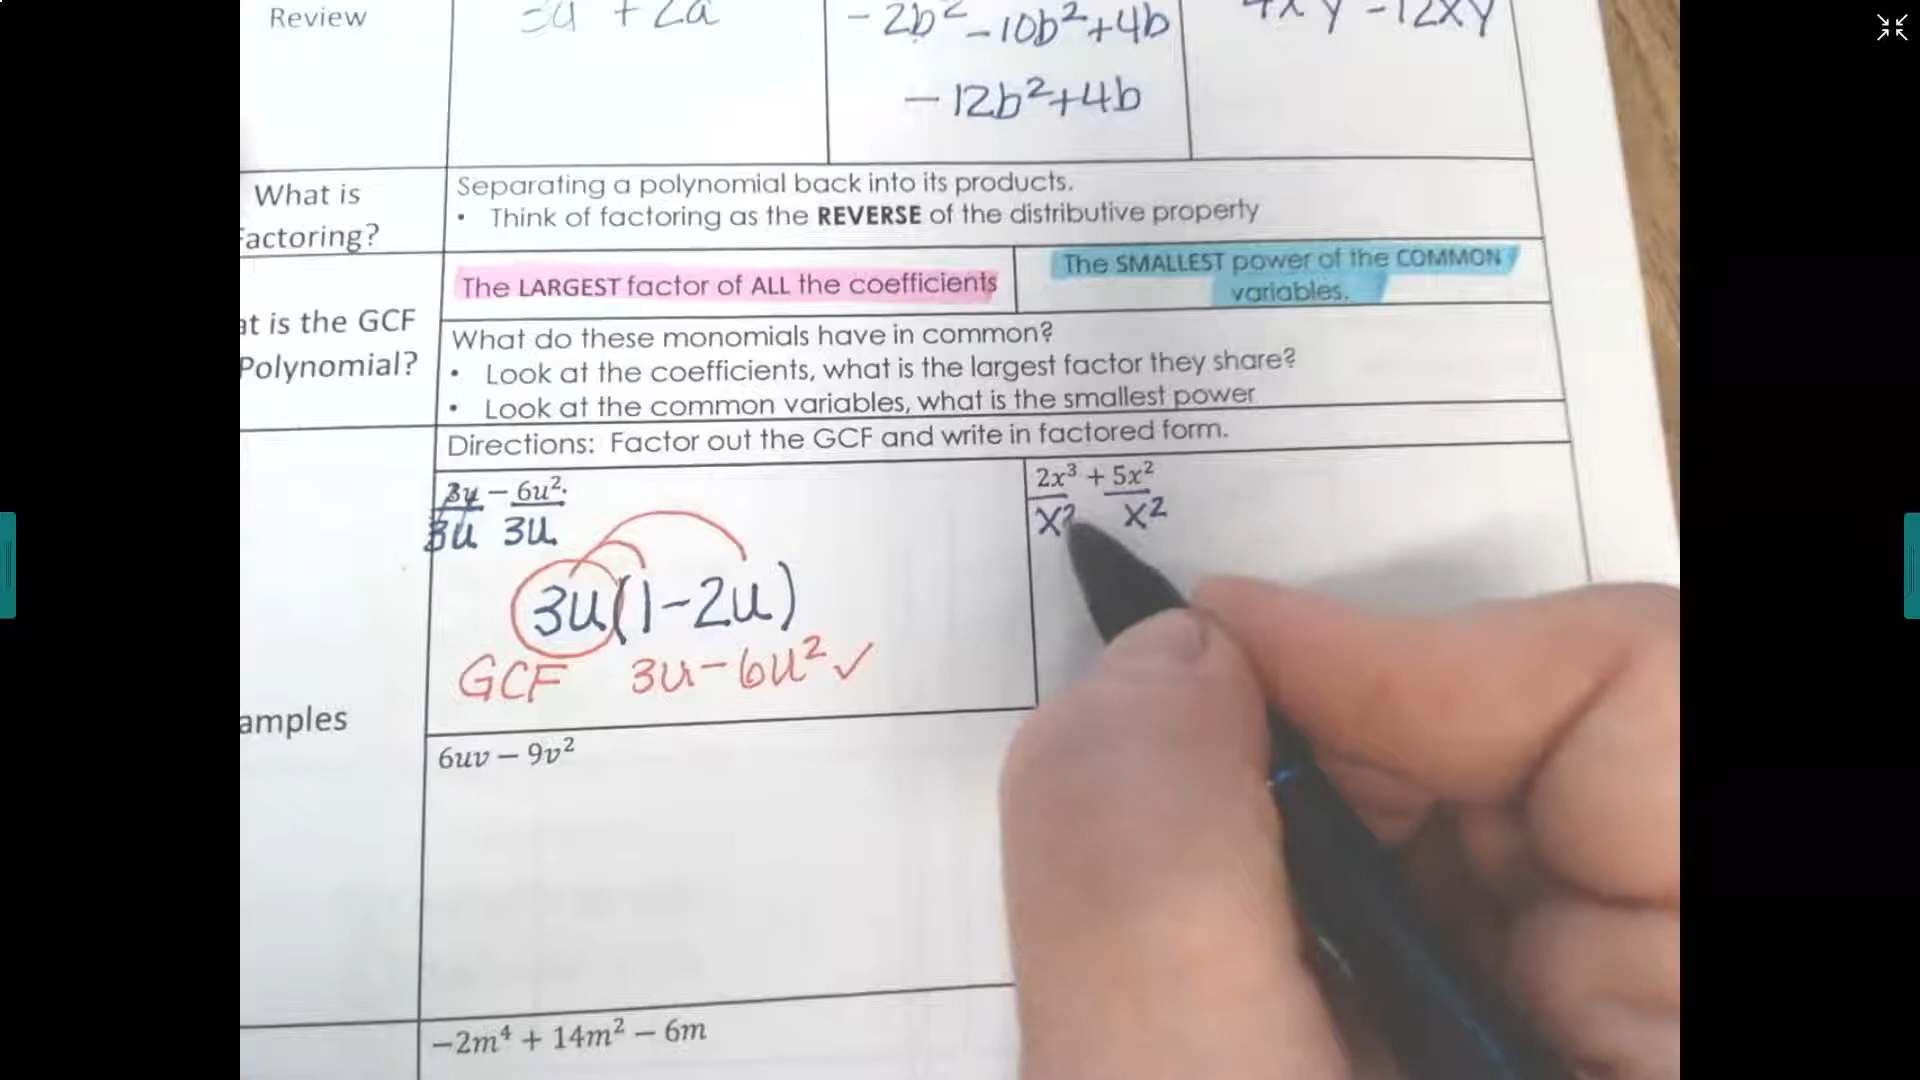 Review
3a + 2a
- 2b² - 10b² + 4b
- 12b² + 4b
- 12xy
What is
actoring?
Separating a polynomial back into its products.
• Think of factoring as the REVERSE of the distributive property
at is the GCF
Polynomial?
The LARGEST factor of ALL the coefficients
The SMALLEST power of the COMMON
variables.
What do these monomials have in common?
• Look at the coefficients, what is the largest factor they share?
• Look at the common variables, what is the smallest power
Directions: Factor out the GCF and write in factored form.
amples
3u − 6u²
3u 3u
3u(1-2u)
GCF 3u-6u² ✓
2x³ + 5x²
x² x²
6uv − 9v²
−2m⁴ + 14m² − 6m